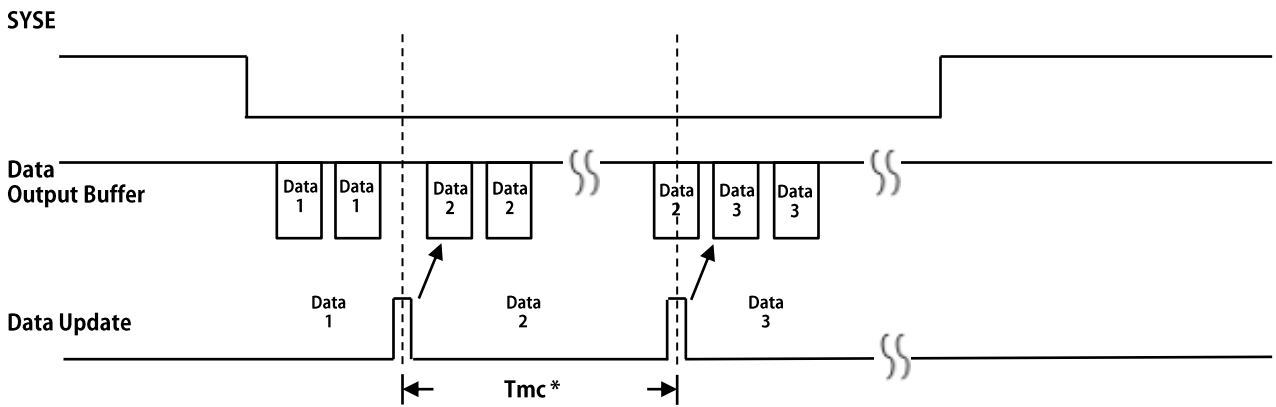 SYSE
Data
Output Buffer
Data
1
Data
1
Data
2
Data
2
Data
2
Data
3
Data
3
Data Update
Data
1
Data
2
Data
3
Tmc *